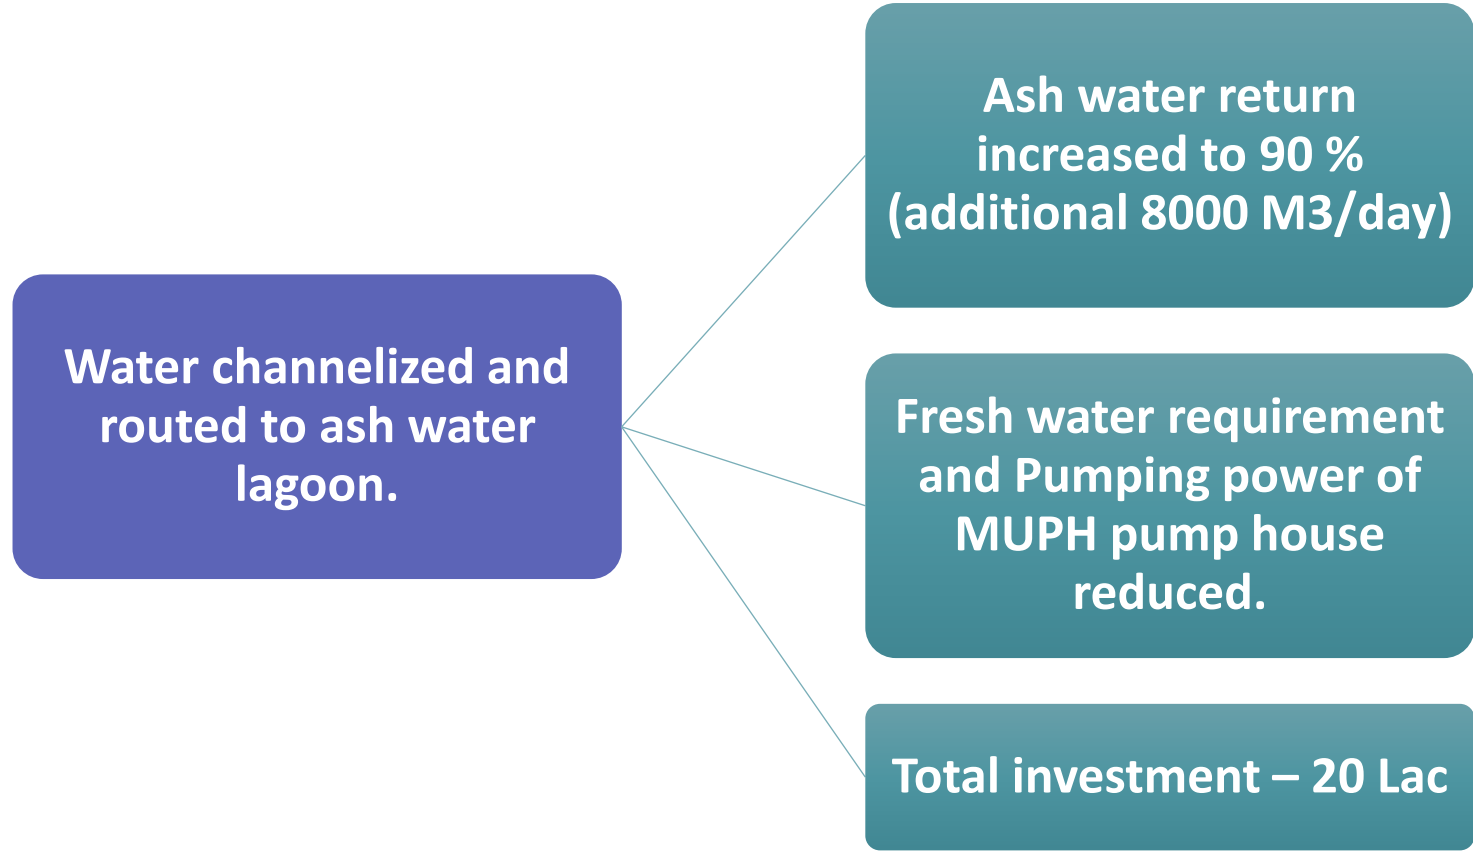 Water channelized and
routed to ash water
lagoon.
Ash water return
increased to 90 %
(additional 8000 M3/day)
Fresh water requirement
and Pumping power of
MUPH pump house
reduced.
Total investment – 20 Lac